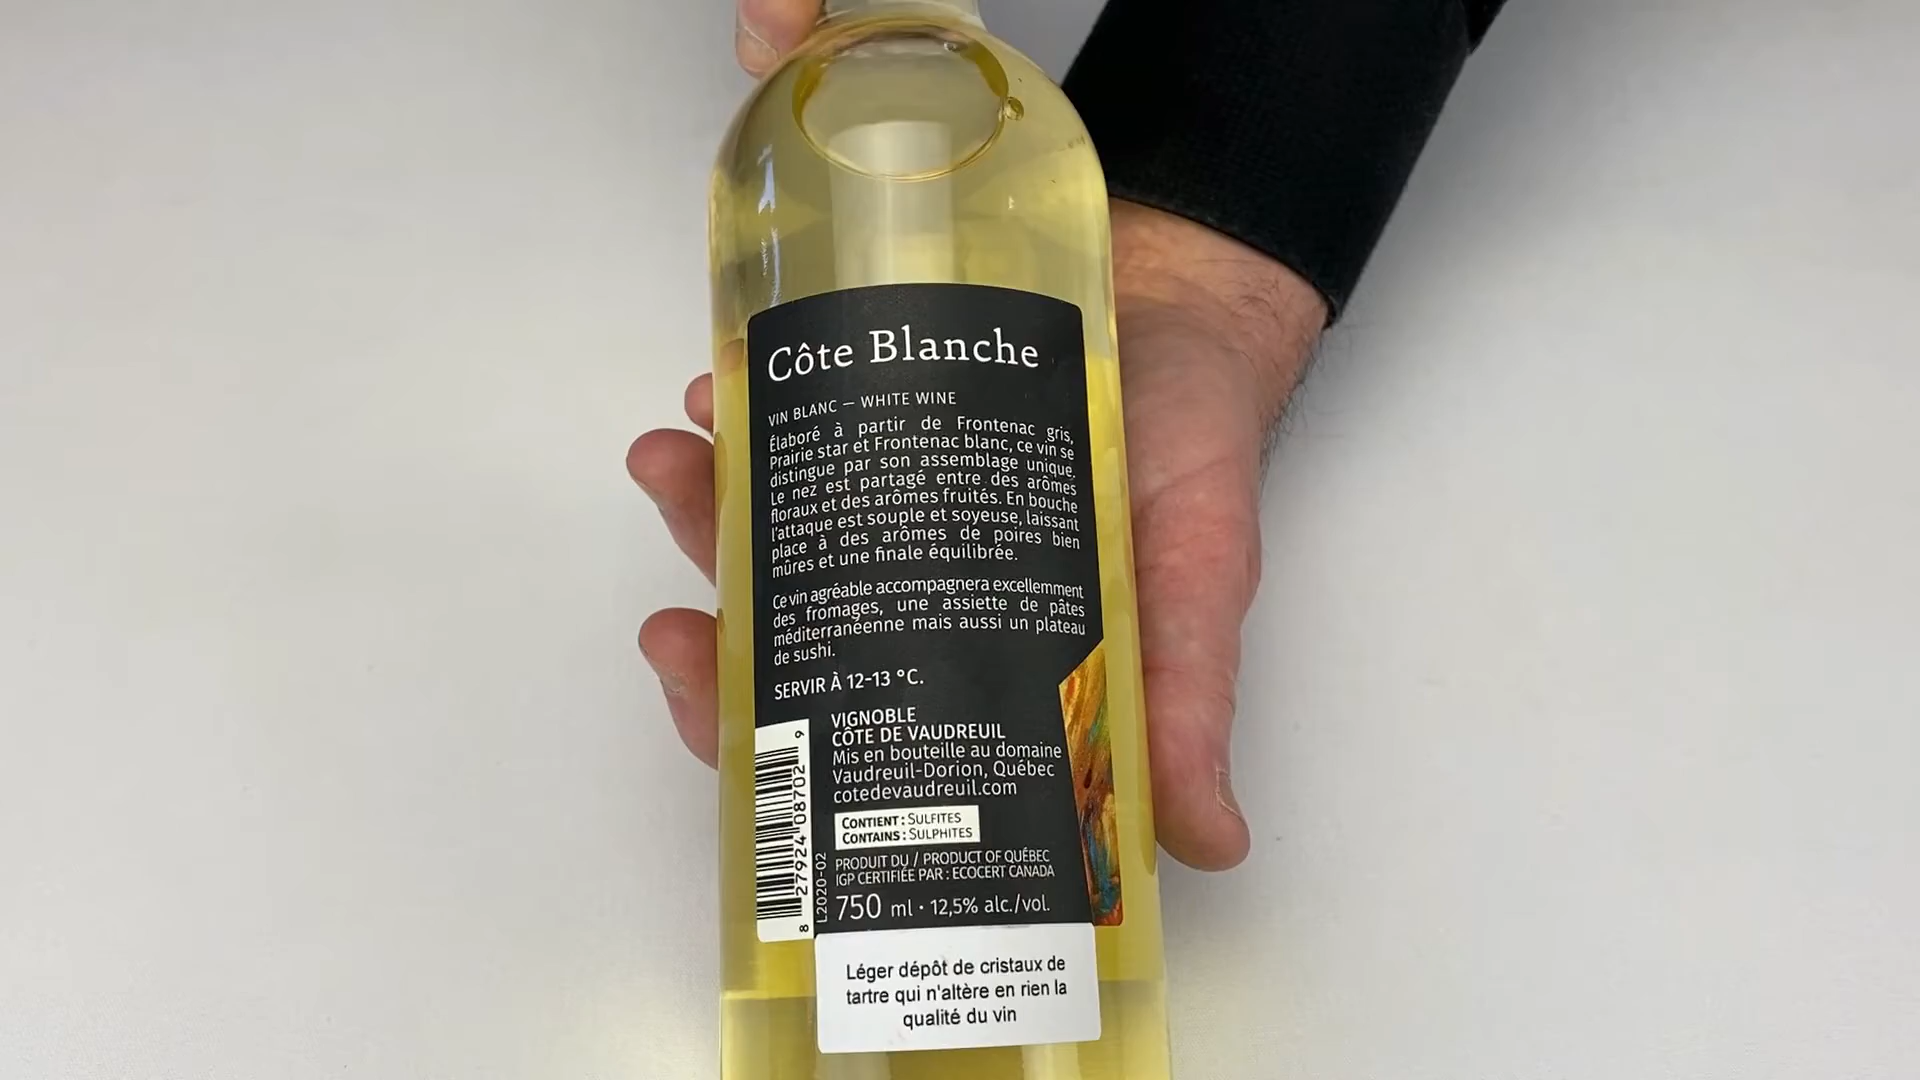 Côte Blanche
VIN BLANC – WHITE WINE
Élaboré à partir de Frontenac gris,
Prairie star et Frontenac blanc, ce vin se
distingue par son assemblage unique.
Le nez est partagé entre des arômes
floraux et des arômes fruités. En bouche
l'attaque est souple et soyeuse, laissant
place à des arômes de poires bien
mûres et une finale équilibrée.
Ce vin agréable accompagnera excellemment
des fromages, une assiette de pâtes
méditerranéenne mais aussi un plateau
de sushi.
SERVIR À 12-13 °C.
VIGNOBLE
CÔTE DE VAUDREUIL
Mis en bouteille au domaine
Vaudreuil-Dorion, Québec
cotedevaudreuil.com
CONTIENT : SULFITES
CONTAINS : SULPHITES
PRODUIT DU / PRODUCT OF QUÉBEC
IGP CERTIFIÉE PAR : ECOCERT CANADA
750 ml · 12,5% alc./vol.
8 27924 08702 9
L2020-02
Léger dépôt de cristaux de
tartre qui n'altère en rien la
qualité du vin